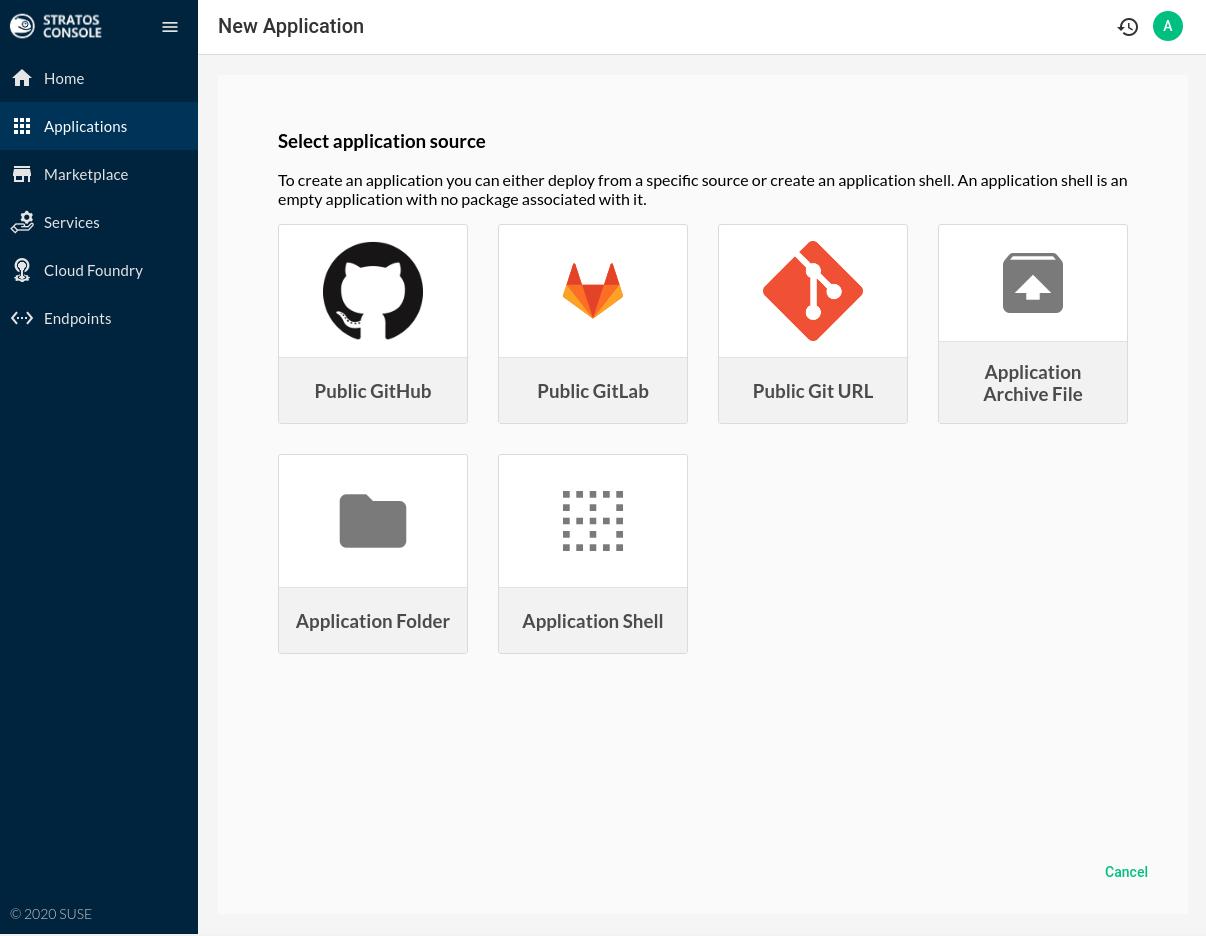 STRATOS
CONSOLE
New Application
A
Home
Applications
Marketplace
Services
Cloud Foundry
Endpoints
Select application source
To create an application you can either deploy from a specific source or create an application shell. An application shell is an
empty application with no package associated with it.
Public GitHub
Public GitLab
Public Git URL
Application
Archive File
Application Folder
Application Shell
Cancel
© 2020 SUSE